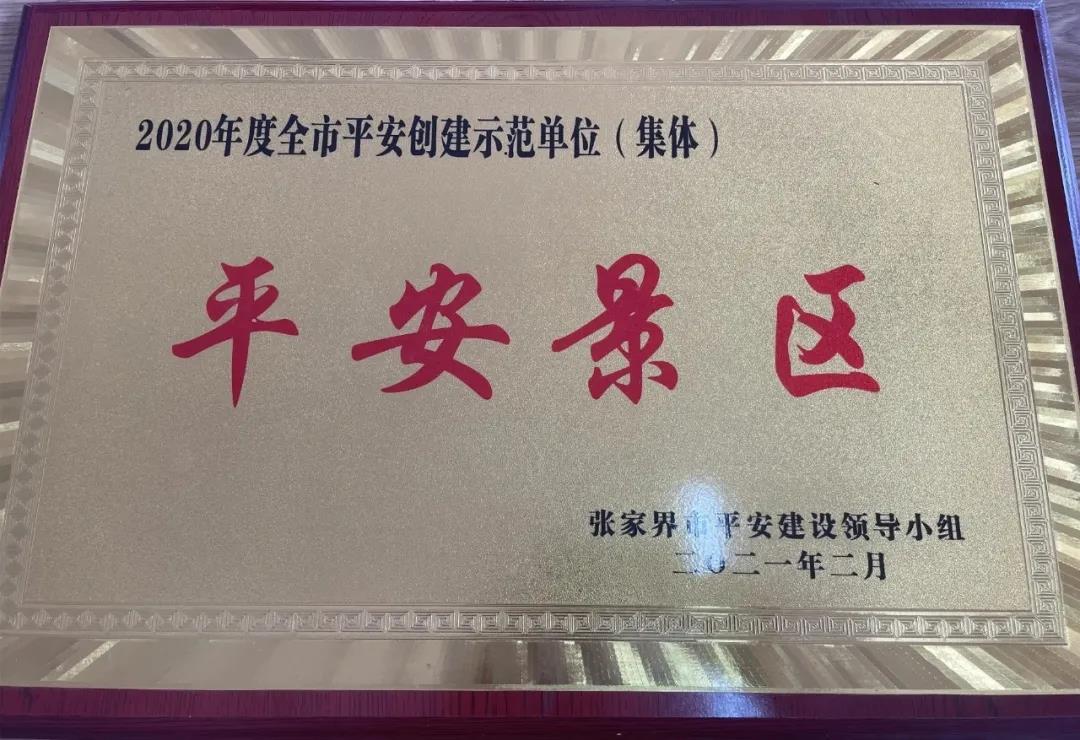 2020年度全市平安创建示范单位（集体）
平安景区
张家界市平安建设领导小组
二〇二一年二月